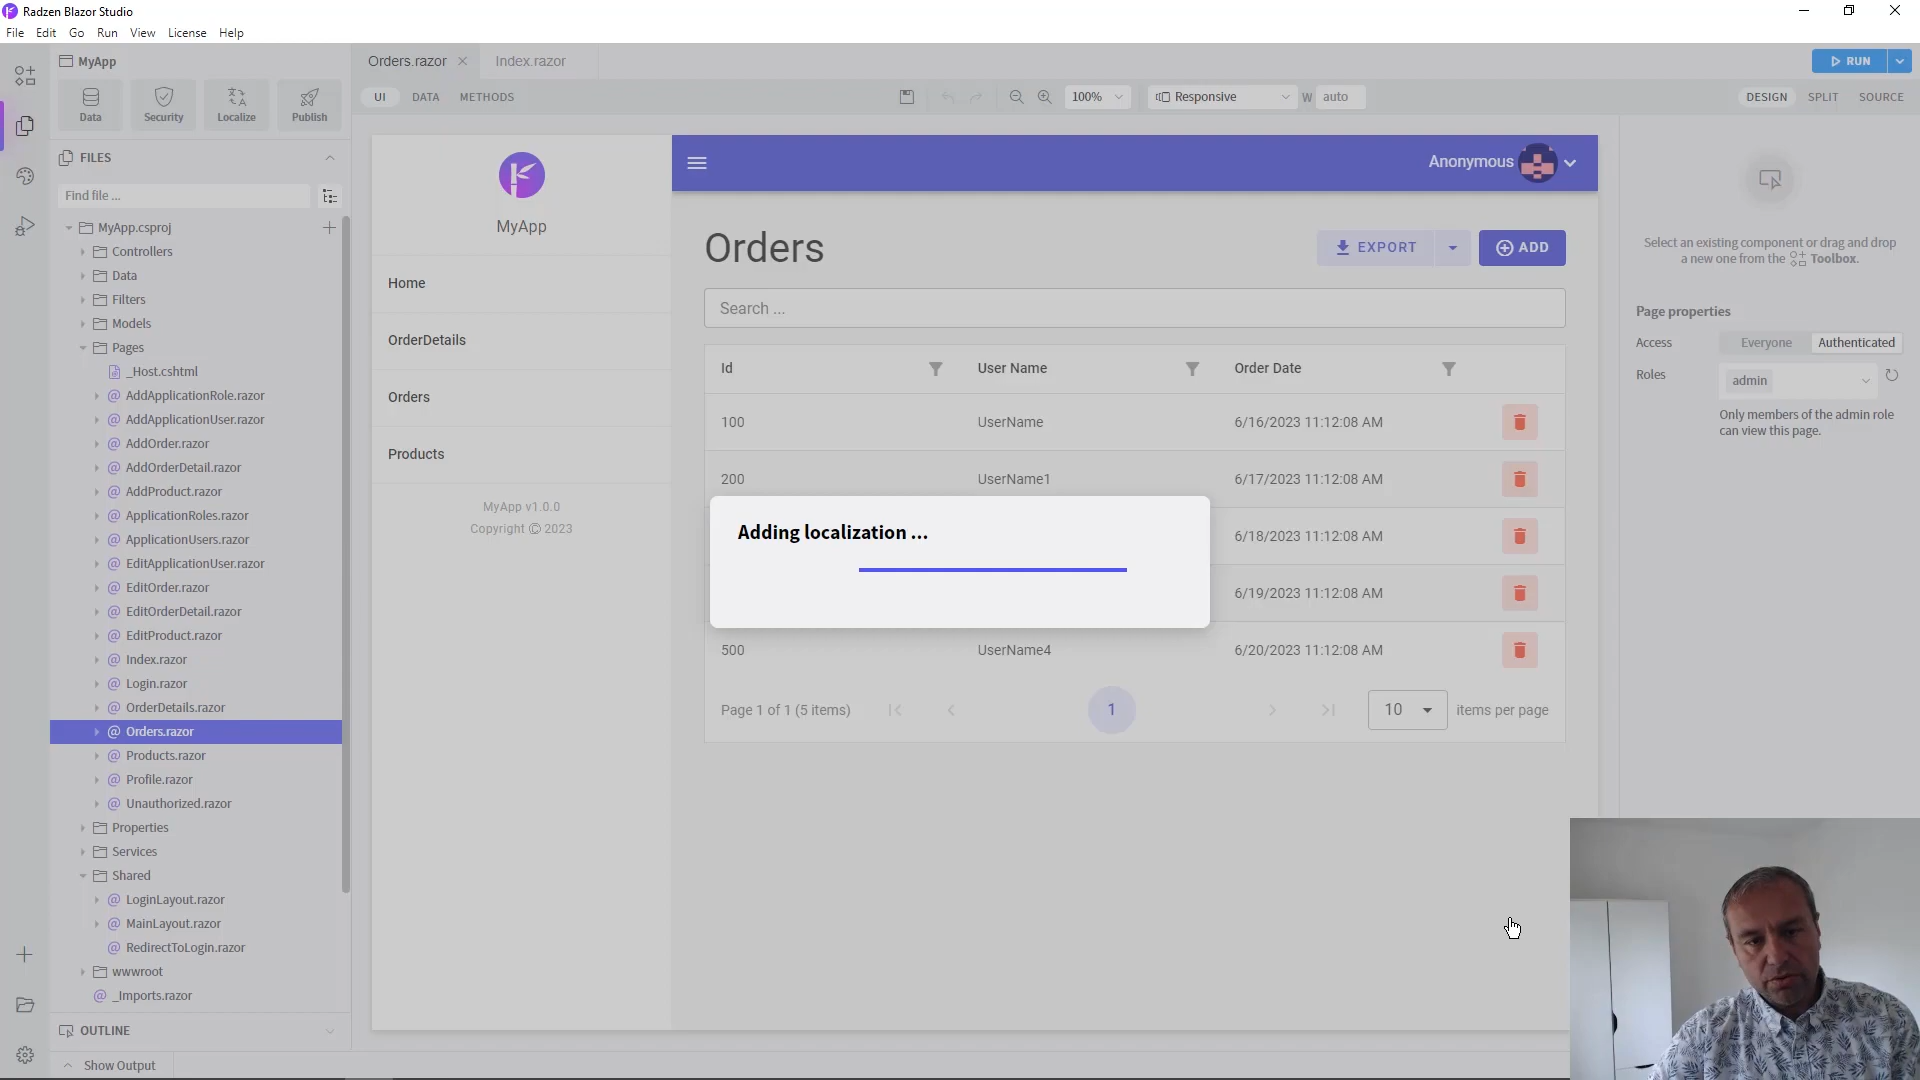 Radzen Blazor Studio
File Edit Go Run View License Help
MyApp
Data Security Localize Publish
FILES
Find file ...
MyApp.csproj
Controllers
Data
Filters
Models
Pages
_Host.cshtml
AddApplicationRole.razor
AddApplicationUser.razor
AddOrder.razor
AddOrderDetail.razor
AddProduct.razor
ApplicationRoles.razor
ApplicationUsers.razor
EditApplicationUser.razor
EditOrder.razor
EditOrderDetail.razor
EditProduct.razor
Index.razor
Login.razor
OrderDetails.razor
Orders.razor
Products.razor
Profile.razor
Unauthorized.razor
Properties
Services
Shared
LoginLayout.razor
MainLayout.razor
RedirectToLogin.razor
wwwroot
_Imports.razor
OUTLINE
Show Output
Orders.razor Index.razor
RUN
UI DATA METHODS
100% Responsive W auto
DESIGN SPLIT SOURCE
MyApp
Home
OrderDetails
Orders
Products
MyApp v1.0.0
Copyright © 2023
Anonymous
Orders
EXPORT ADD
Search ...
Id User Name Order Date
100 UserName 6/16/2023 11:12:08 AM
200 UserName1 6/17/2023 11:12:08 AM
6/18/2023 11:12:08 AM
6/19/2023 11:12:08 AM
500 UserName4 6/20/2023 11:12:08 AM
Page 1 of 1 (5 items) 1 10 items per page
Adding localization ...
Select an existing component or drag and drop
a new one from the Toolbox.
Page properties
Access Everyone Authenticated
Roles admin
Only members of the admin role
can view this page.